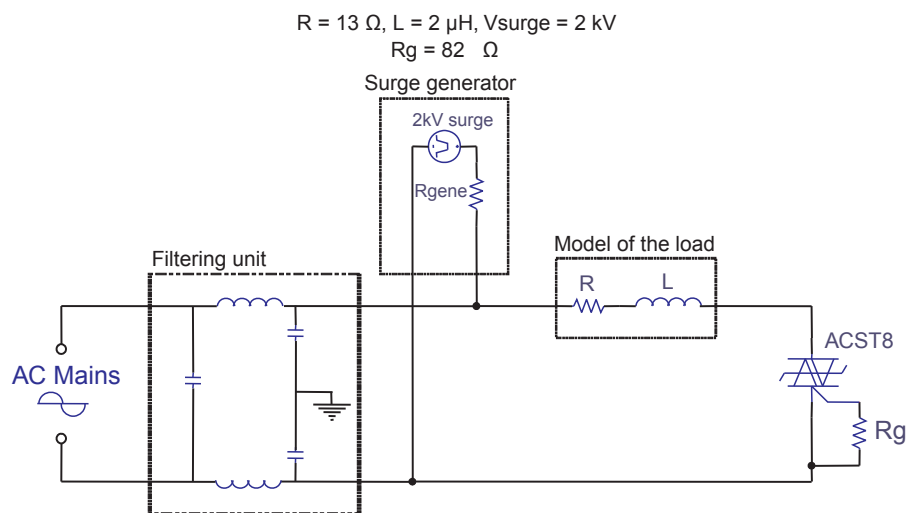 R = 13 Ω, L = 2 μH, Vsurge = 2 kV
Rg = 82 Ω
Surge generator
2kV surge
Rgene
Filtering unit
Model of the load
R
L
ACST8
AC Mains
Rg